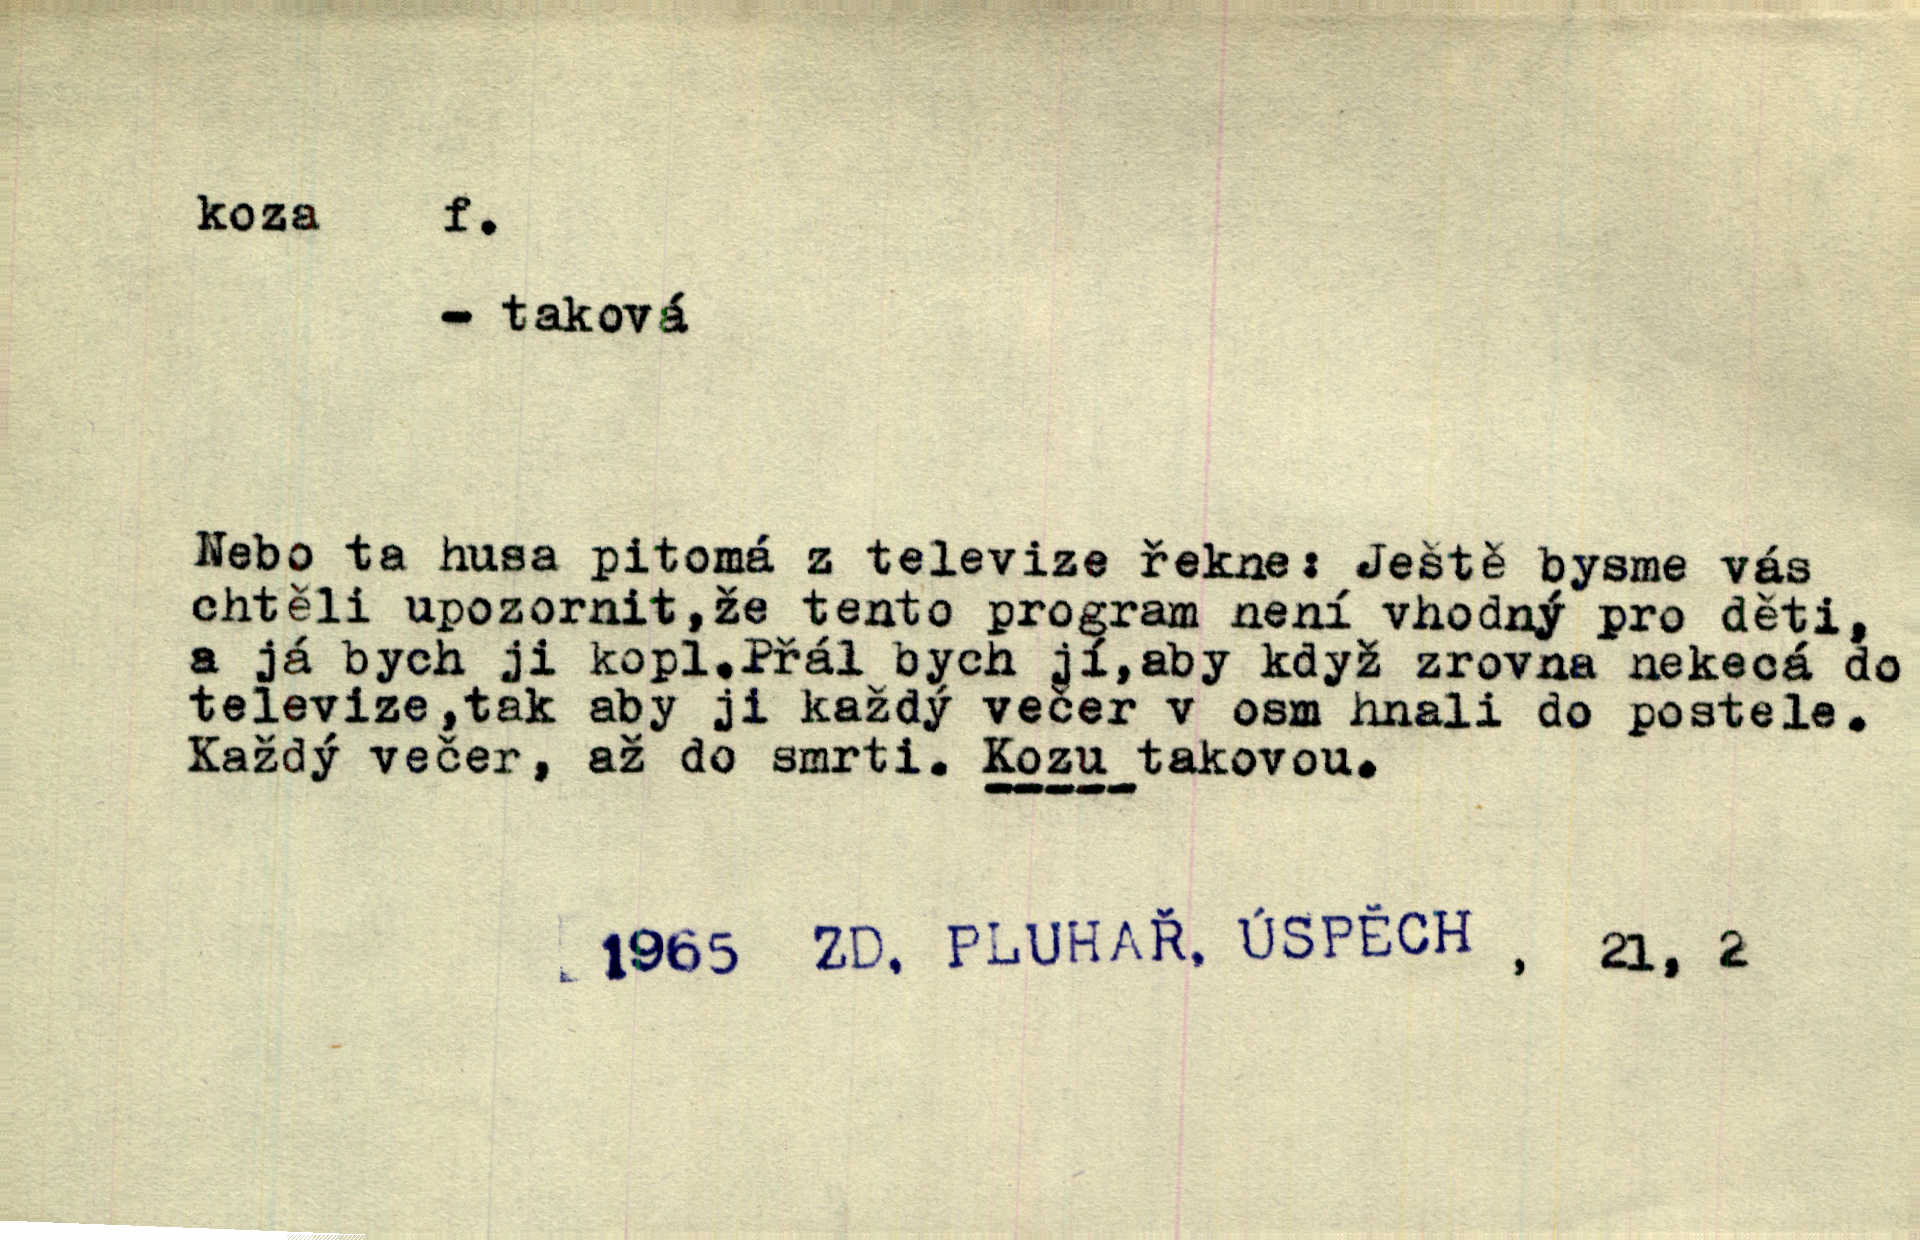 koza f.
- taková
Nebo ta husa pitomá z televize řekne: Ještě bysme vás
chtěli upozornit,že tento program není vhodný pro děti,
a já bych ji kopl.Přál bych jí,aby když zrovna nekecá do
televize,tak aby ji každý večer v osm hnali do postele.
Každý večer, až do smrti. Kozu takovou.
1965 ZD. PLUHAŘ, ÚSPĚCH , 21, 2